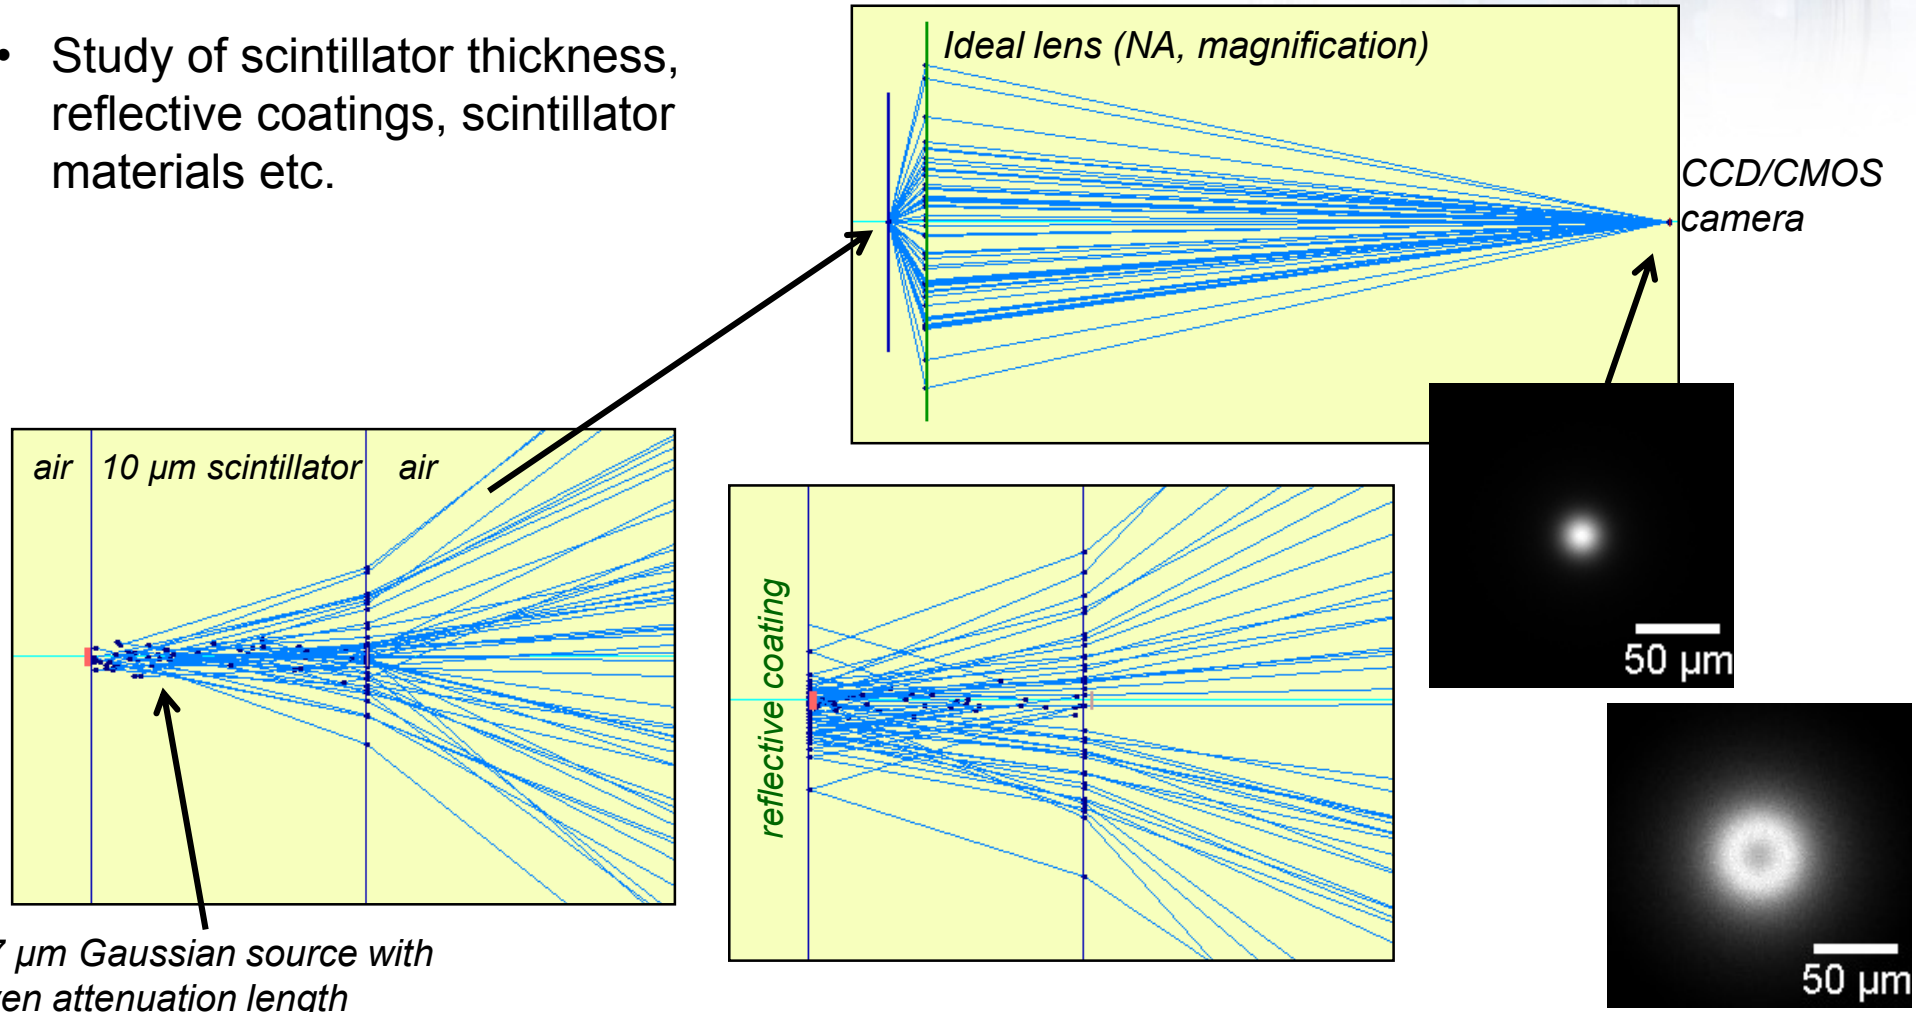 • Study of scintillator thickness,
reflective coatings, scintillator
materials etc.
Ideal lens (NA, magnification)
CCD/CMOS
camera
air 10 µm scintillator air
reflective coating
50 µm
50 µm
µm Gaussian source with
attenuation length